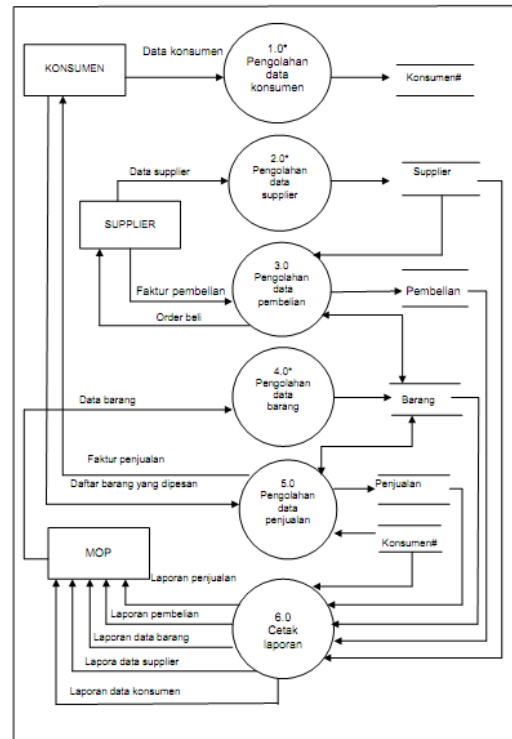 Data konsumen
1.0*
Pengolahan
data
konsumen
KONSUMEN
Konsumen#
Data supplier
2.0*
Pengolahan
data
supplier
Supplier
SUPPLIER
3.0
Pengolahan
data
pembelian
Faktur pembelian
Pembelian
Order beli
4.0*
Pengolahan
data
barang
Data barang
Barang
Faktur penjualan
Daftar barang yang dipesan
5.0
Pengolahan
data
penjualan
Penjualan
Konsumen#
MOP
Laporan penjualan
Laporan pembelian
Laporan data barang
Lapora data supplier
Laporan data konsumen
6.0
Cetak
laporan